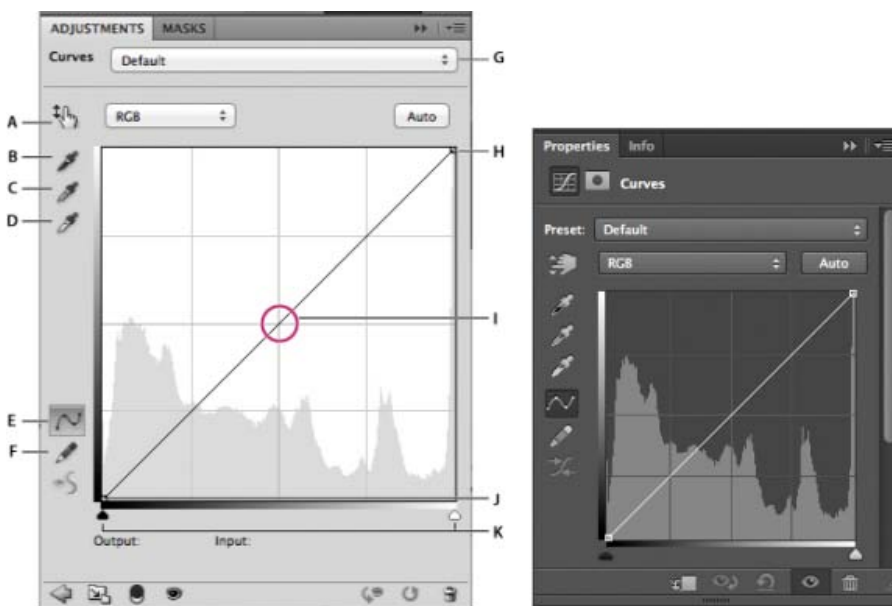 ADJUSTMENTS MASKS
Curves Default
G
A
RGB Auto
B
H
C
D
I
E
F
J
K
Output: Input:
Properties Info
Curves
Preset: Default
RGB Auto